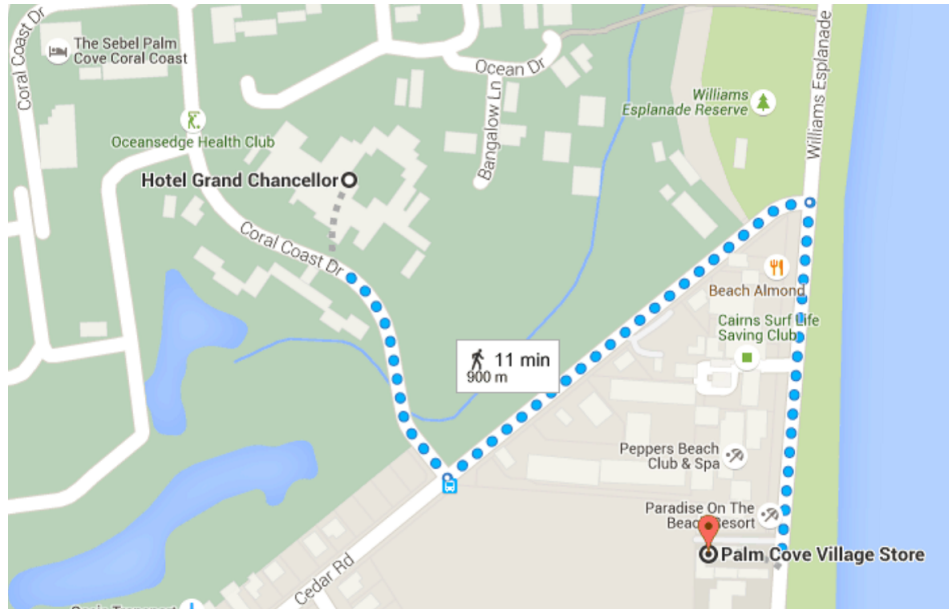 Coral Coast Dr
The Sebel Palm
Cove Coral Coast
Ocean Dr
Bangalow Ln
Williams
Esplanade Reserve
Williams Esplanade
Oceansedge Health Club
Hotel Grand Chancellor
Coral Coast Dr
Beach Almond
Cairns Surf Life
Saving Club
11 min
900 m
Peppers Beach
Club & Spa
Paradise On The
Beach Resort
Palm Cove Village Store
Cedar Rd